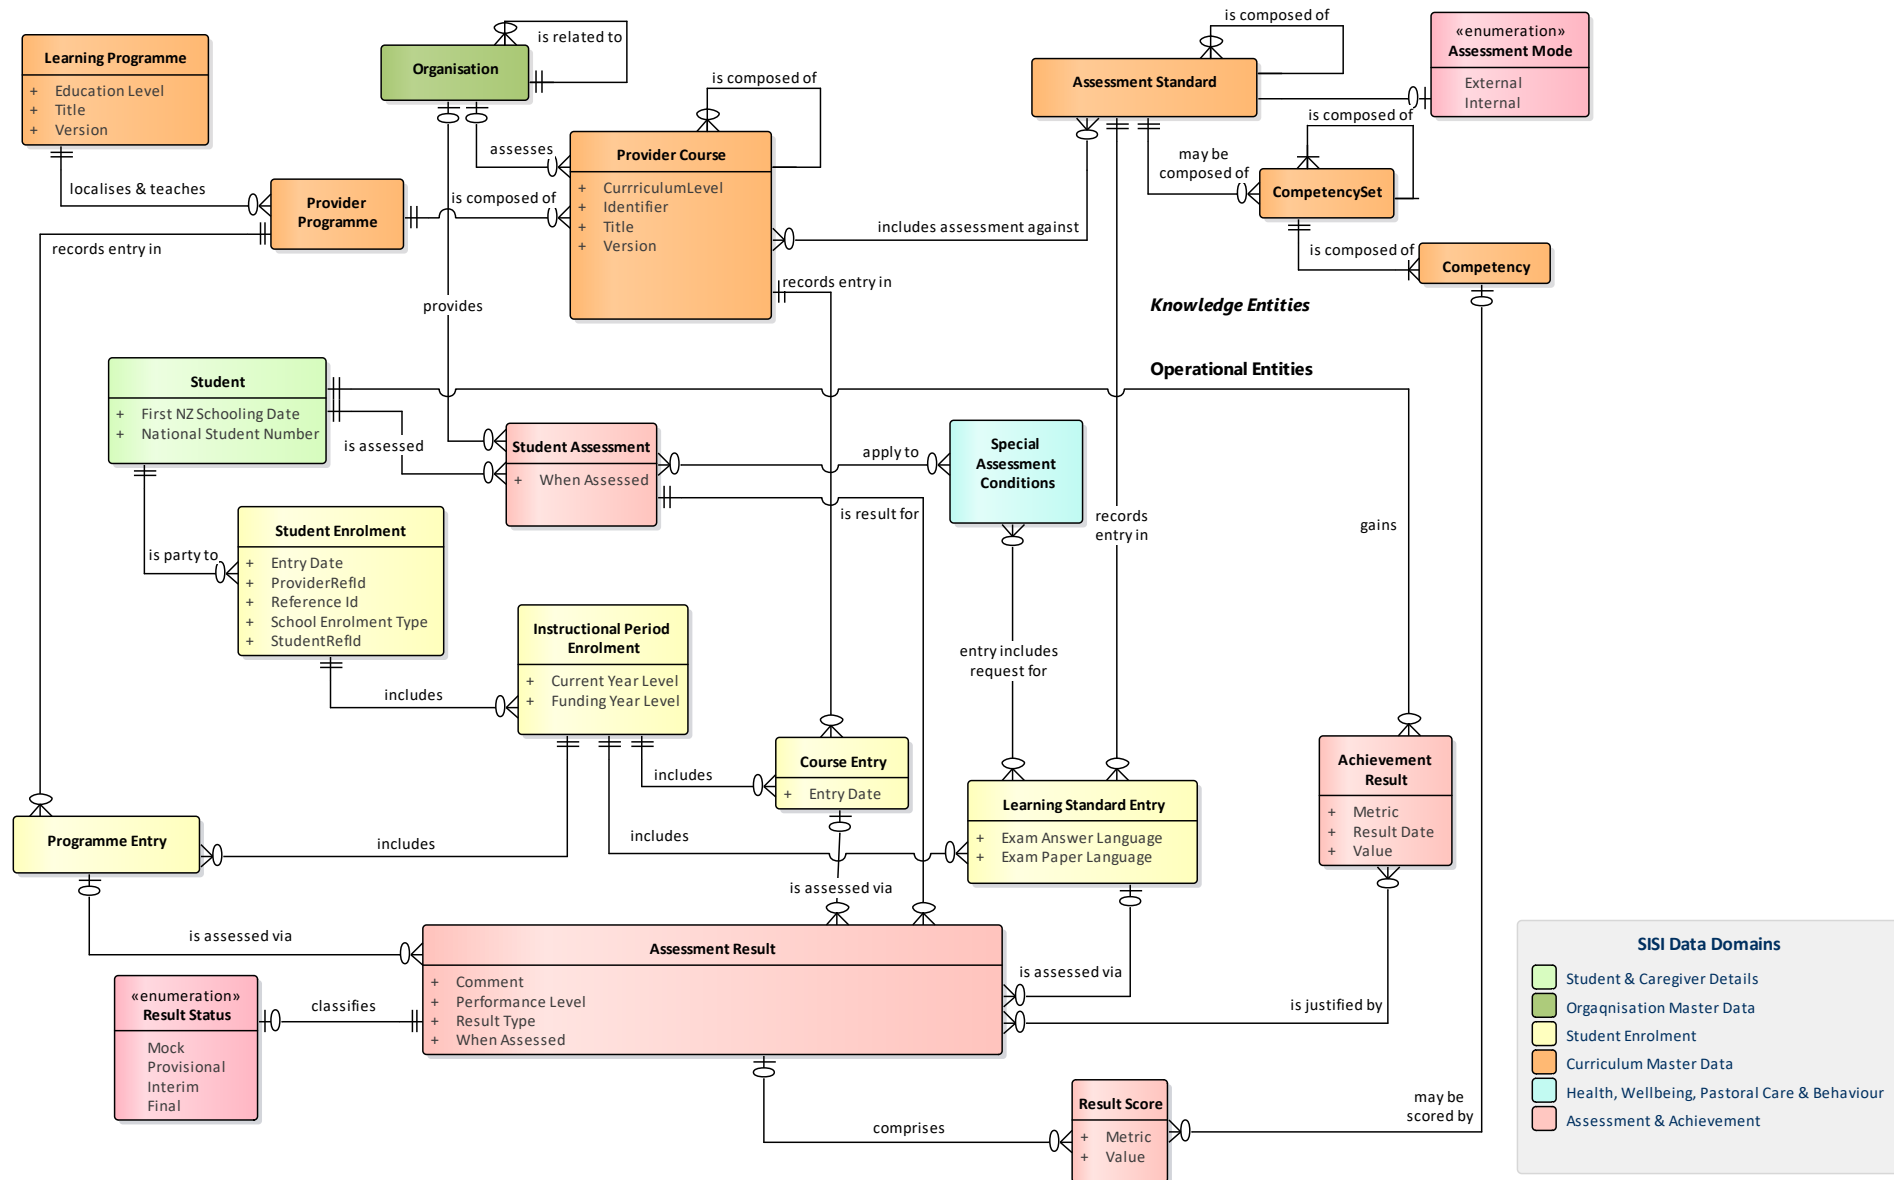 is composed of
«enumeration»
Assessment Mode
External
Internal
is related to
Organisation
Learning Programme
+ Education Level
+ Title
+ Version
is composed of
Assessment Standard
is composed of
assesses
Provider Course
+ CurrriculumLevel
+ Identifier
+ Title
+ Version
may be
composed of
CompetencySet
localises & teaches
Provider
Programme
is composed of
includes assessment against
is composed of
Competency
records entry in
records entry in
provides
Knowledge Entities
Operational Entities
Student
+ First NZ Schooling Date
+ National Student Number
is assessed
Student Assessment
+ When Assessed
apply to
Special
Assessment
Conditions
is result for
records
entry in
gains
Student Enrolment
+ Entry Date
+ ProviderRefId
+ Reference Id
+ School Enrolment Type
+ StudentRefId
is party to
Instructional Period
Enrolment
+ Current Year Level
+ Funding Year Level
entry includes
request for
includes
includes
Course Entry
+ Entry Date
Learning Standard Entry
+ Exam Answer Language
+ Exam Paper Language
Achievement
Result
+ Metric
+ Result Date
+ Value
Programme Entry
includes
includes
is assessed via
is assessed via
Assessment Result
+ Comment
+ Performance Level
+ Result Type
+ When Assessed
is assessed via
is justified by
«enumeration»
Result Status
Mock
Provisional
Interim
Final
classifies
comprises
Result Score
+ Metric
+ Value
may be
scored by
SISI Data Domains
Student & Caregiver Details
Orgaqnisation Master Data
Student Enrolment
Curriculum Master Data
Health, Wellbeing, Pastoral Care & Behaviour
Assessment & Achievement